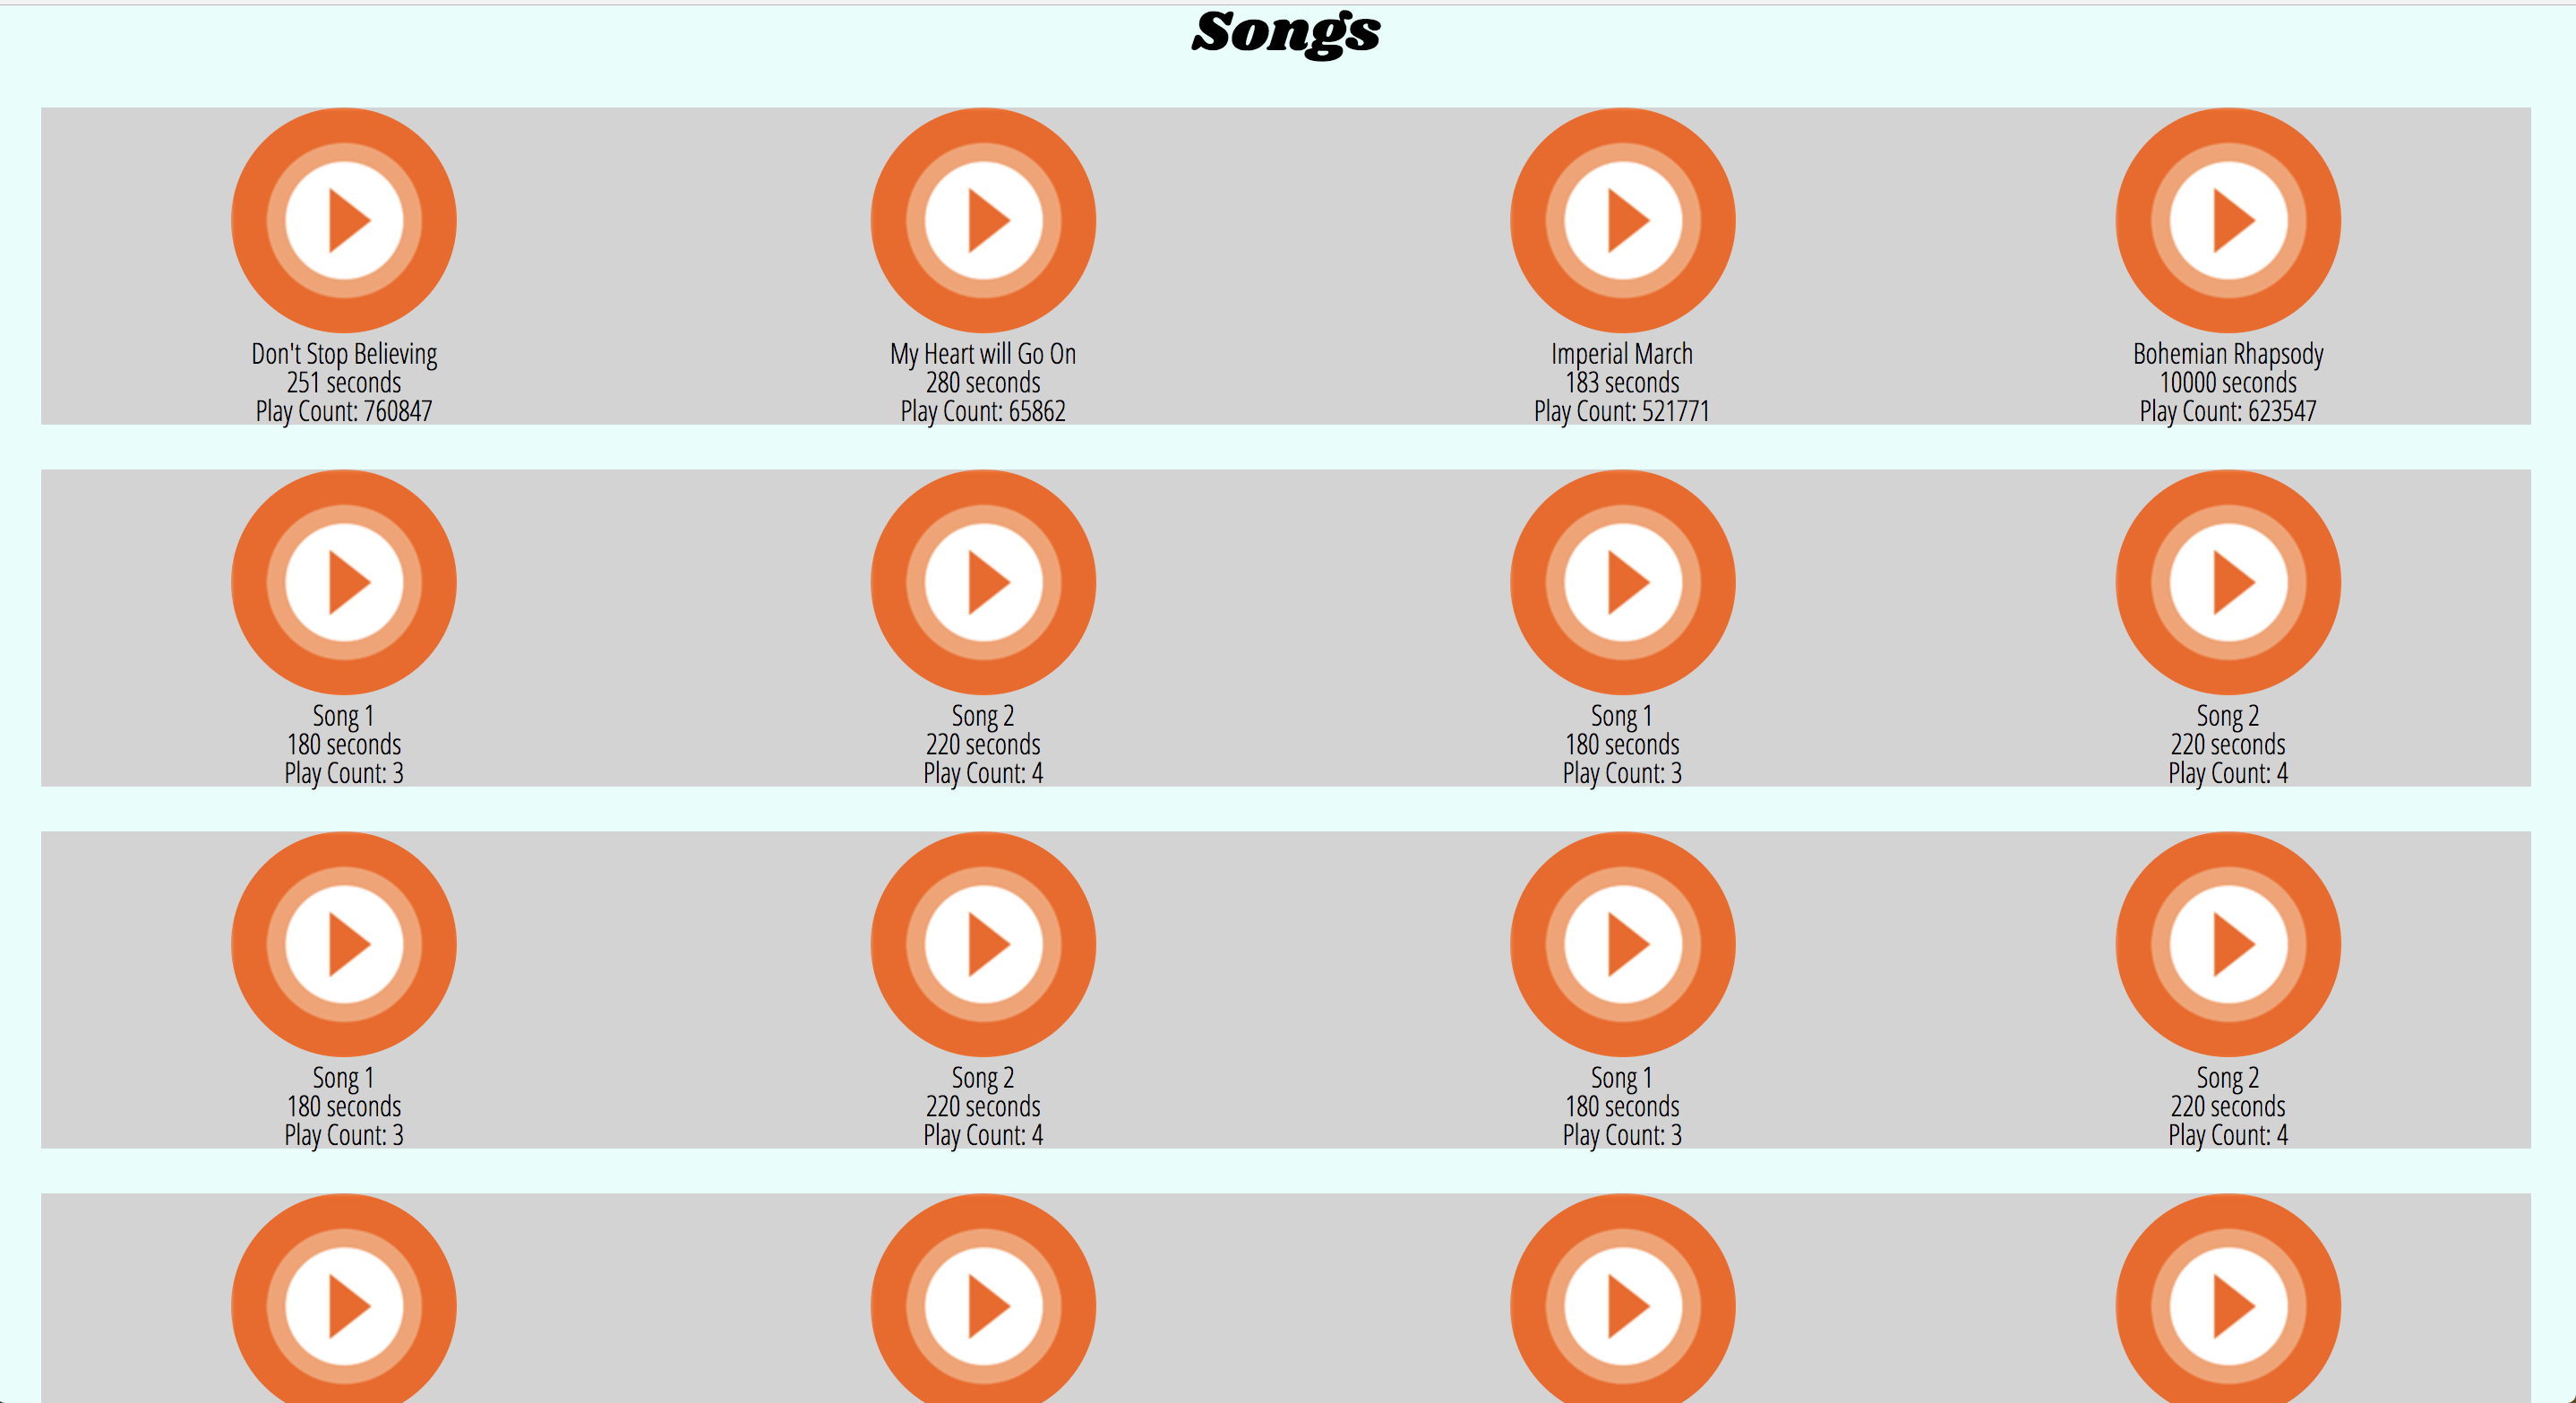 Songs
Don't Stop Believing
251 seconds
Play Count: 760847
My Heart will Go On
280 seconds
Play Count: 65862
Imperial March
183 seconds
Play Count: 521771
Bohemian Rhapsody
10000 seconds
Play Count: 623547
Song 1
180 seconds
Play Count: 3
Song 2
220 seconds
Play Count: 4
Song 1
180 seconds
Play Count: 3
Song 2
220 seconds
Play Count: 4
Song 1
180 seconds
Play Count: 3
Song 2
220 seconds
Play Count: 4
Song 1
180 seconds
Play Count: 3
Song 2
220 seconds
Play Count: 4